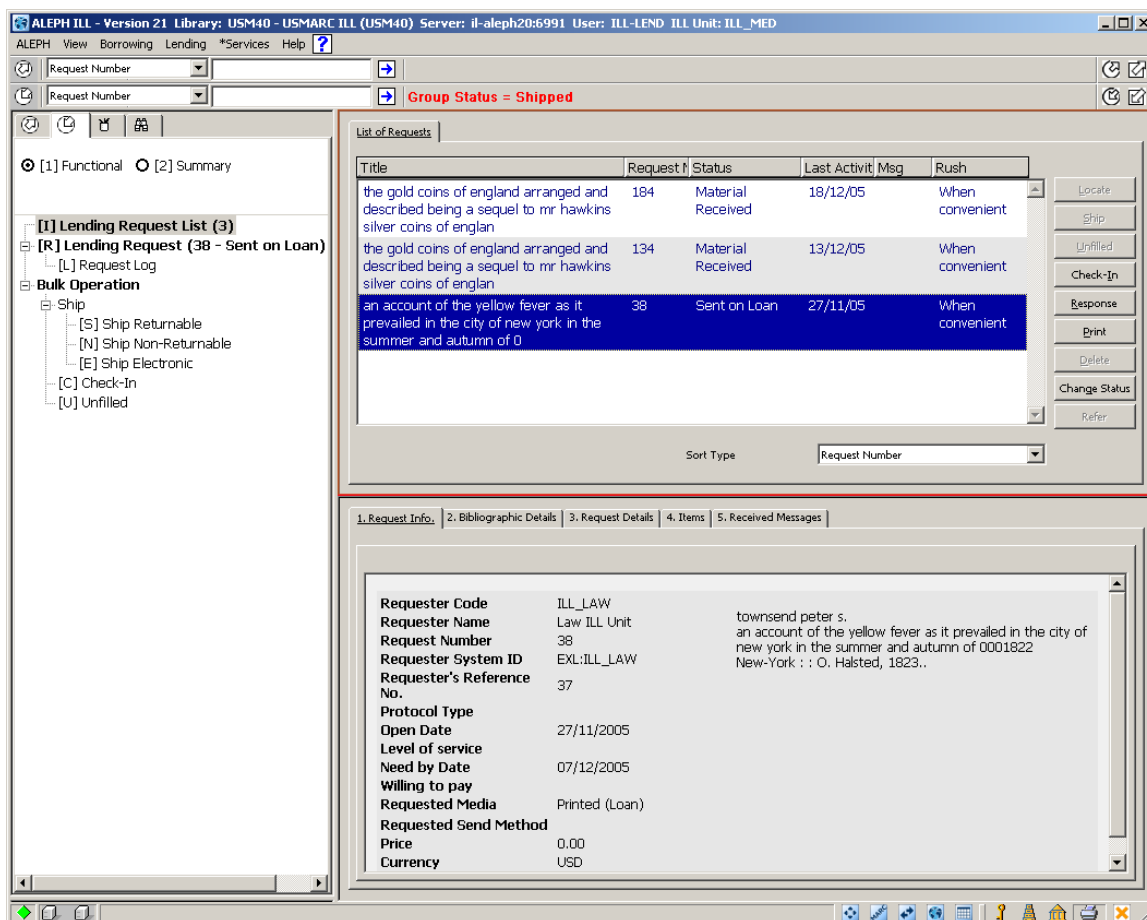 ALEPH ILL - Version 21 Library: USM40 - USMARC ILL (USM40) Server: il-aleph20:6991 User: ILL-LEND ILL Unit: ILL_MED
ALEPH View Borrowing Lending *Services Help ?
Request Number
Request Number Group Status = Shipped
[1] Functional [2] Summary
[I] Lending Request List (3)
[R] Lending Request (38 - Sent on Loan)
[L] Request Log
Bulk Operation
Ship
[S] Ship Returnable
[N] Ship Non-Returnable
[E] Ship Electronic
[C] Check-In
[U] Unfilled
List of Requests
Title Request N Status Last Activit Msg Rush
the gold coins of england arranged and 184 Material 18/12/05 When
described being a sequel to mr hawkins Received convenient
silver coins of englan
the gold coins of england arranged and 134 Material 13/12/05 When
described being a sequel to mr hawkins Received convenient
silver coins of englan
an account of the yellow fever as it 38 Sent on Loan 27/11/05 When
prevailed in the city of new york in the convenient
summer and autumn of 0
Locate
Ship
Unfilled
Check-In
Response
Print
Delete
Change Status
Refer
Sort Type Request Number
1. Request Info. 2. Bibliographic Details 3. Request Details 4. Items 5. Received Messages
Requester Code ILL_LAW
Requester Name Law ILL Unit
Request Number 38
Requester System ID EXL:ILL_LAW
Requester's Reference
No. 37
Protocol Type
Open Date 27/11/2005
Level of service
Need by Date 07/12/2005
Willing to pay
Requested Media Printed (Loan)
Requested Send Method
Price 0.00
Currency USD
townsend peter s.
an account of the yellow fever as it prevailed in the city of
new york in the summer and autumn of 0001822
New-York : : O. Halsted, 1823..